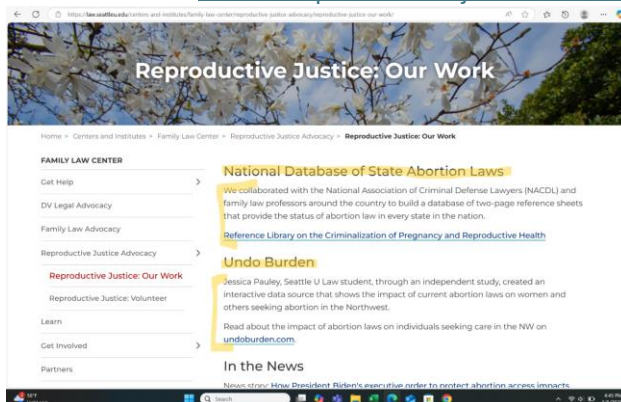 https://law.seattleu.edu/centers-and-institutes/family-law-center/reproductive-justice-advocacy/reproductive-justice-our-work/
Reproductive Justice: Our Work
Home > Centers and Institutes > Family Law Center > Reproductive Justice Advocacy > Reproductive Justice: Our Work
FAMILY LAW CENTER
Get Help
DV Legal Advocacy
Family Law Advocacy
Reproductive Justice Advocacy
Reproductive Justice: Our Work
Reproductive Justice: Volunteer
Learn
Get Involved
Partners
National Database of State Abortion Laws
We collaborated with the National Association of Criminal Defense Lawyers (NACDL) and
family law professors around the country to build a database of two-page reference sheets
that provide the status of abortion law in every state in the nation.
Reference Library on the Criminalization of Pregnancy and Reproductive Health
Undo Burden
Jessica Pauley, Seattle U Law student, through an independent study, created an
interactive data source that shows the impact of current abortion laws on women and
others seeking abortion in the Northwest.
Read about the impact of abortion laws on individuals seeking care in the NW on
undoburden.com.
In the News
News story: How President Biden's executive order to protect abortion access impacts
Search